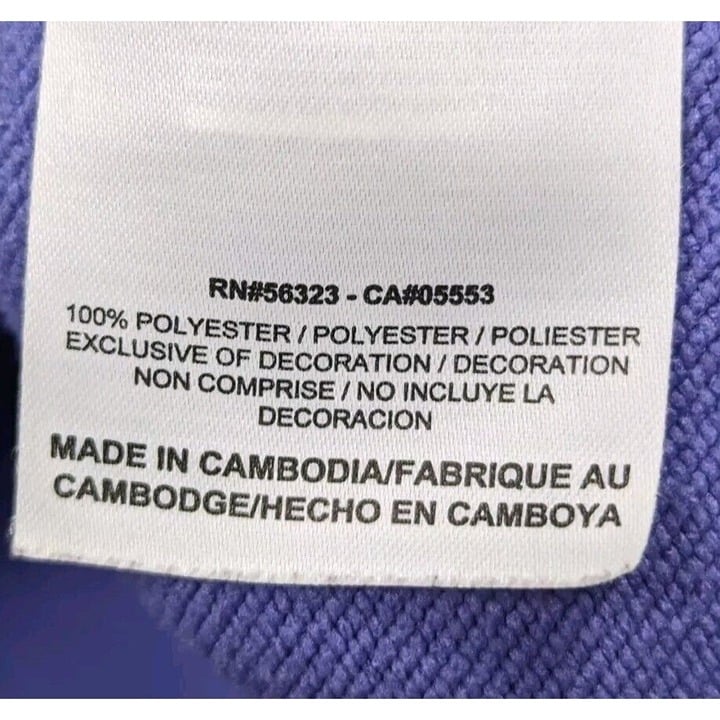 RN#56323 - CA#05553
100% POLYESTER / POLYESTER / POLIESTER
EXCLUSIVE OF DECORATION / DECORATION
NON COMPRISE / NO INCLUYE LA
DECORACION
MADE IN CAMBODIA/FABRIQUE AU
CAMBODGE/HECHO EN CAMBOYA